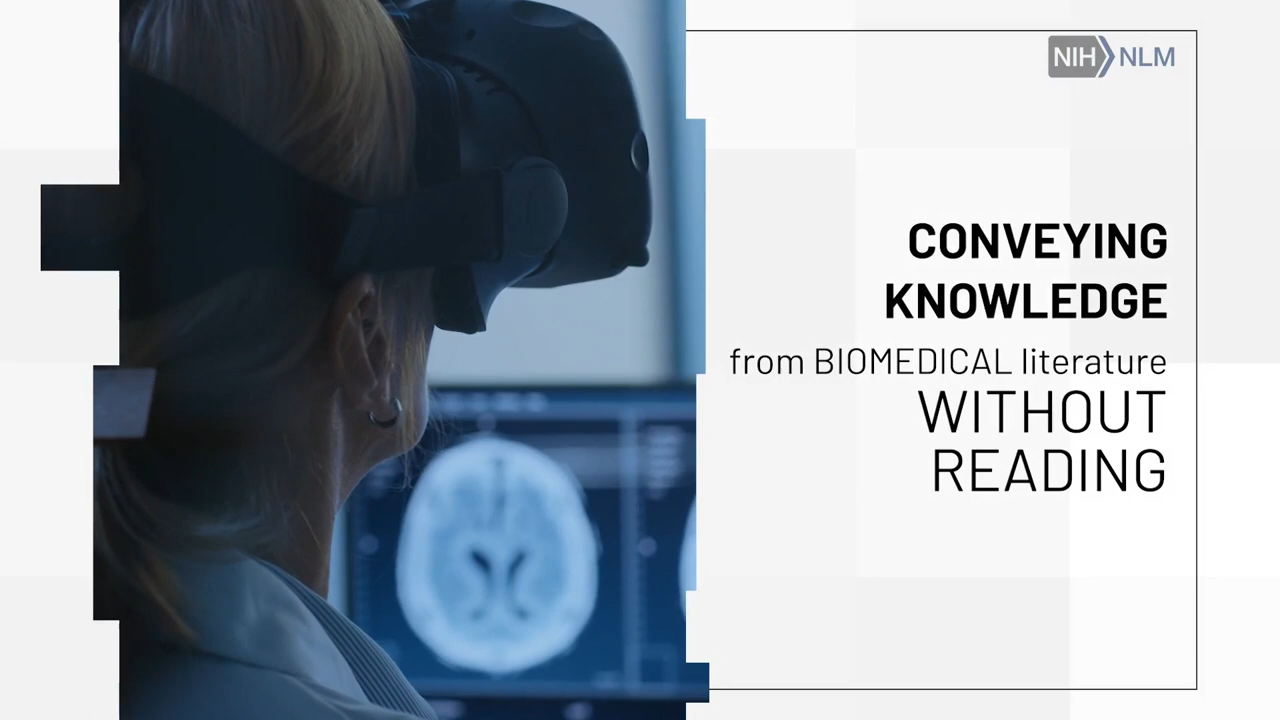 NIH NLM
CONVEYING
KNOWLEDGE
from BIOMEDICAL literature
WITHOUT
READING